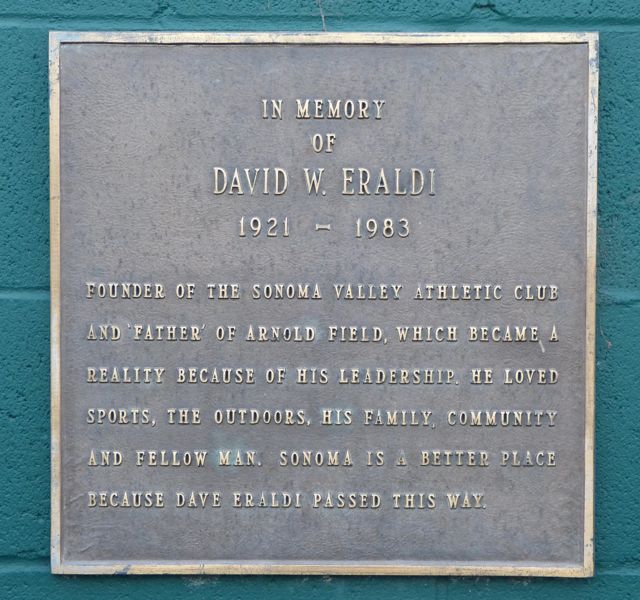 IN MEMORY
OF
DAVID W. ERALDI
1921 - 1983
FOUNDER OF THE SONOMA VALLEY ATHLETIC CLUB
AND 'FATHER' OF ARNOLD FIELD, WHICH BECAME A
REALITY BECAUSE OF HIS LEADERSHIP. HE LOVED
SPORTS, THE OUTDOORS, HIS FAMILY, COMMUNITY
AND FELLOW MAN. SONOMA IS A BETTER PLACE
BECAUSE DAVE ERALDI PASSED THIS WAY.